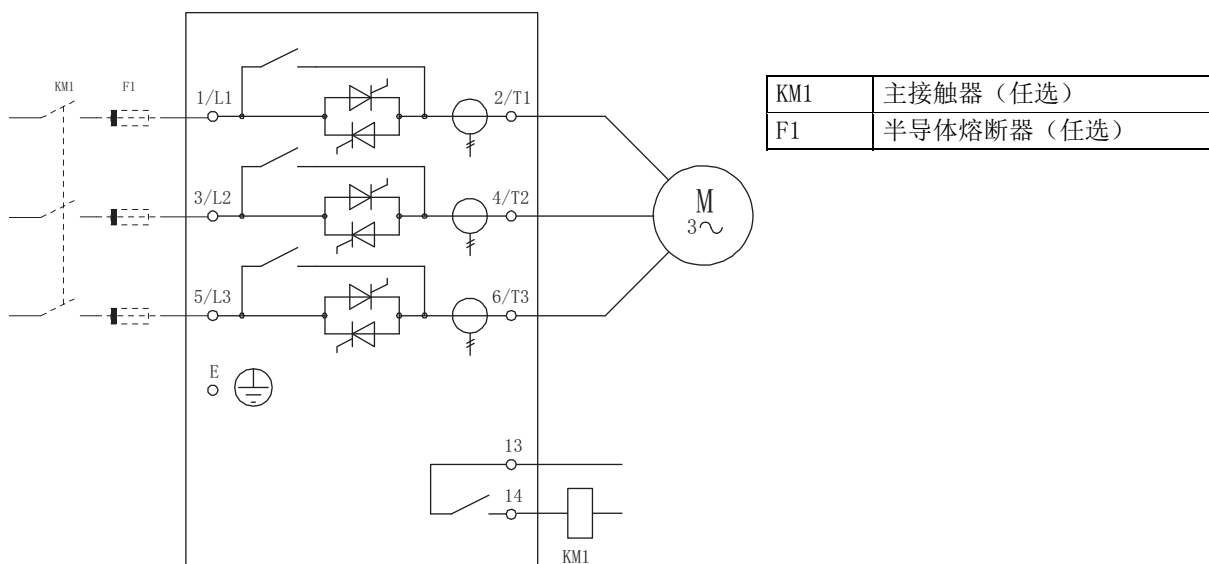 KM1
F1
1/L1
2/T1
3/L2
4/T2
5/L3
6/T3
E
M
3~
13
14
KM1
KM1 主接触器（任选）
F1 半导体熔断器（任选）